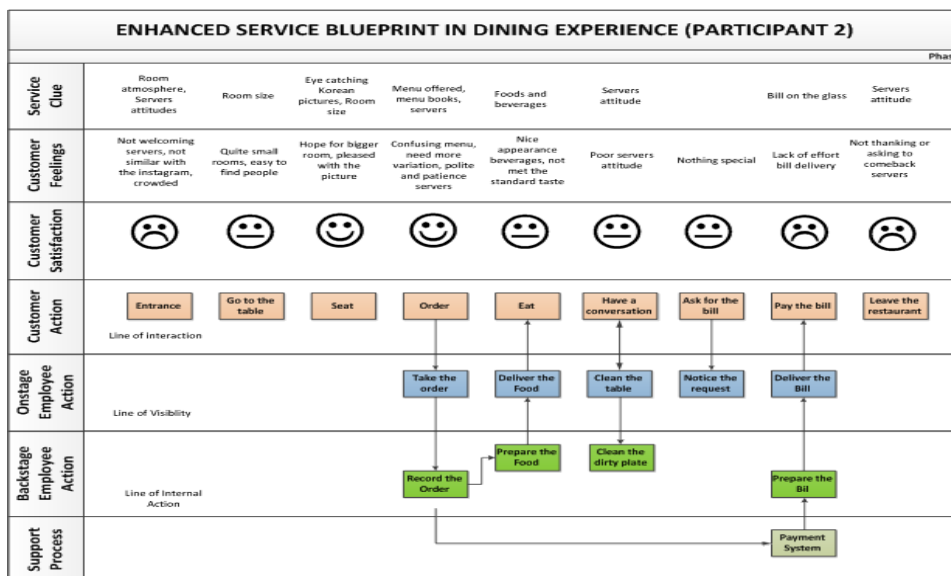 ENHANCED SERVICE BLUEPRINT IN DINING EXPERIENCE (PARTICIPANT 2)
Phas
Service
Clue
Room
atmosphere,
Servers
attitudes
Room size
Eye catching
Korean
pictures, Room
size
Menu offered,
menu books,
servers
Foods and
beverages
Servers
attitude
Bill on the glass
Servers
attitude
Customer
Feelings
Not welcoming
servers, not
similar with
the instagram,
crowded
Quite small
rooms, easy to
find people
Hope for bigger
room, pleased
with the
picture
Confusing menu,
need more
variation, polite
and patience
servers
Nice
appearance
beverages, not
met the
standard taste
Poor servers
attitude
Nothing special
Lack of effort
bill delivery
Not thanking or
asking to
comeback
servers
Customer
Satisfaction
Customer
Action
Entrance
Go to the
table
Seat
Order
Eat
Have a
conversation
Ask for the
bill
Pay the bill
Leave the
restaurant
Line of Interaction
Onstage
Employee
Action
Take the
order
Deliver the
Food
Clean the
table
Notice the
request
Deliver the
Bill
Line of Visiblity
Backstage
Employee
Action
Record the
Order
Prepare the
Food
Clean the
dirty plate
Prepare the
Bil
Line of Internal
Action
Support
Process
Payment
System